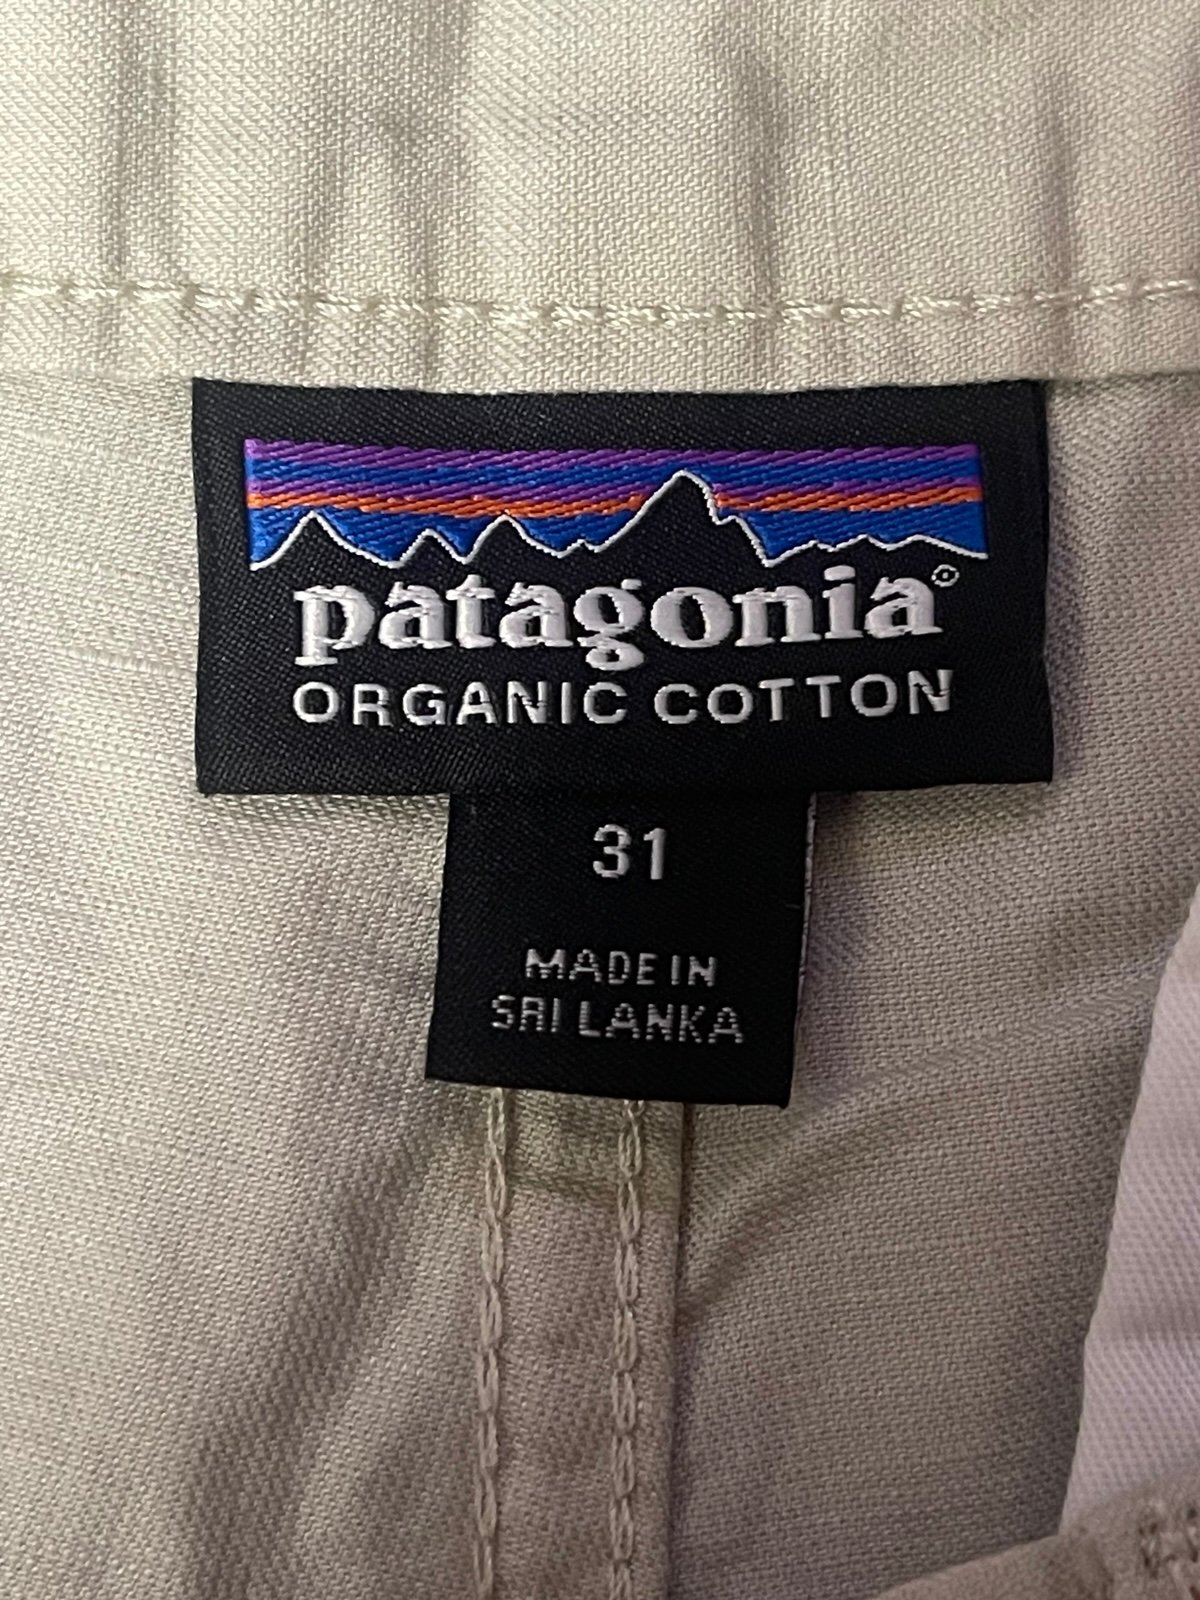 patagonia®
ORGANIC COTTON
31
MADE IN
SRI LANKA